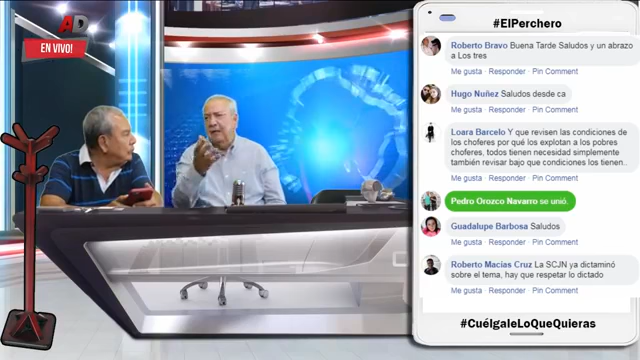 AD
EN VIVO!
#ElPerchero
Roberto Bravo Buena Tarde Saludos y un abrazo
a Los tres
Me gusta · Responder · Pin Comment
Hugo Nuñez Saludos desde ca
Me gusta · Responder · Pin Comment
Loara Barcelo Y que revisen las condiciones de
los choferes por qué los explotan a los pobres
choferes, todos tienen necesidad simplemente
también revisar bajo que condiciones los tienen..
Me gusta · Responder · Pin Comment
Pedro Orozco Navarro se unió.
Guadalupe Barbosa Saludos
Me gusta · Responder · Pin Comment
Roberto Macias Cruz La SCJN ya dictaminó
sobre el tema, hay que respetar lo dictado
Me gusta · Responder · Pin Comment
#CuélgaleLoQueQuieras